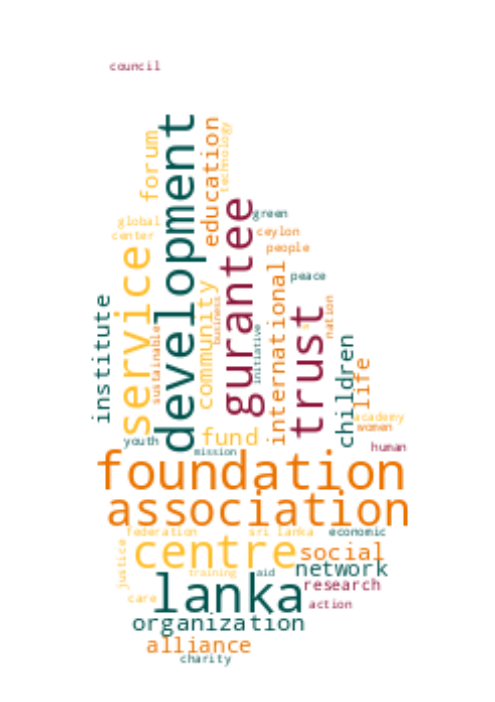 council
development
forum
education
technology
global
center
service
gurantee
green
ceylon
people
peace
international
community
business
sustainable
institute
initiative
trust
nation
children
life
academy
women
human
youth
fund
mission
foundation
association
federation
sri lanka
economic
centre
social
justice
training
aid
network
care
lanka
research
action
organization
alliance
charity